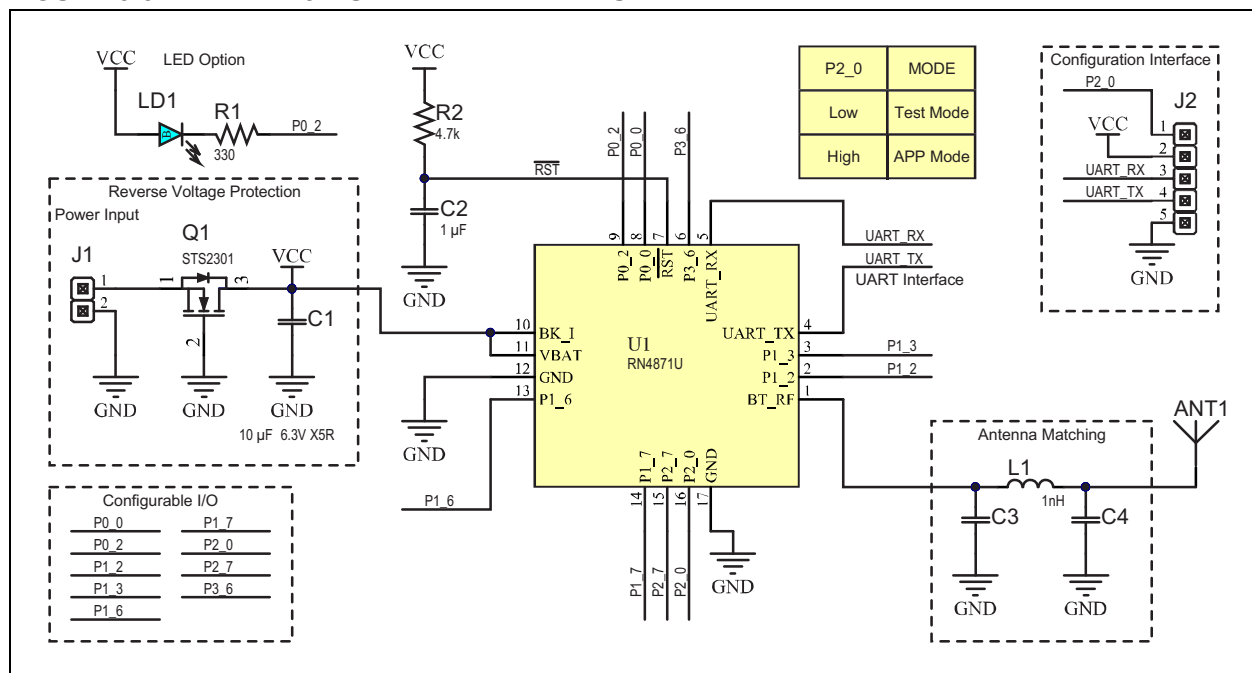 VCC
LED Option
LD1
B
R1
330
P0_2
VCC
R2
4.7k
RST
C2
1 µF
GND
P2_0 MODE
Low Test Mode
High APP Mode
Configuration Interface
P2_0
J2
VCC
UART_RX
UART_TX
1
2
3
4
5
GND
Reverse Voltage Protection
Power Input
J1
1
2
Q1
STS2301
1
3
2
VCC
C1
GND
GND
GND
10 µF 6.3V X5R
P0_2
P0_0
P3_6
9
8
7
6
5
P0_2
P0_0
RST
P3_6
UART_RX
UART_RX
UART_TX
UART Interface
10 BK_I
11 VBAT
12 GND
13 P1_6
GND
P1_6
U1
RN4871U
UART_TX 4
P1_3 3 P1_3
P1_2 2 P1_2
BT_RF 1
P1_7
P2_7
P2_0
GND
14
15
16
17
P1_7
P2_7
P2_0
GND
Antenna Matching
ANT1
L1
1nH
C3
C4
GND
GND
Configurable I/O
P0_0 P1_7
P0_2 P2_0
P1_2 P2_7
P1_3 P3_6
P1_6